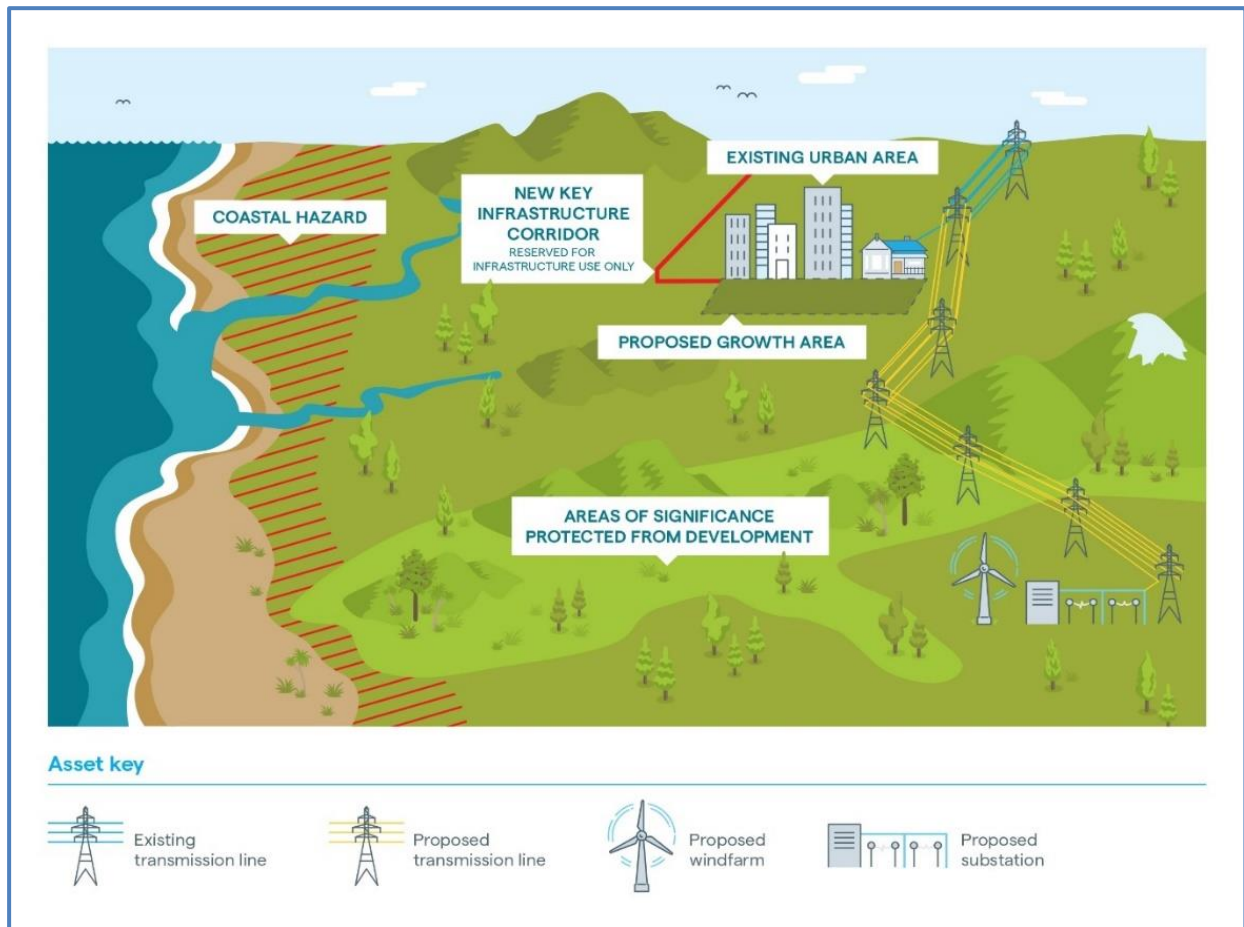 EXISTING URBAN AREA
NEW KEY
INFRASTRUCTURE
CORRIDOR
RESERVED FOR
INFRASTRUCTURE USE ONLY
COASTAL HAZARD
PROPOSED GROWTH AREA
AREAS OF SIGNIFICANCE
PROTECTED FROM DEVELOPMENT
Asset key
Existing
transmission line
Proposed
transmission line
Proposed
windfarm
Proposed
substation